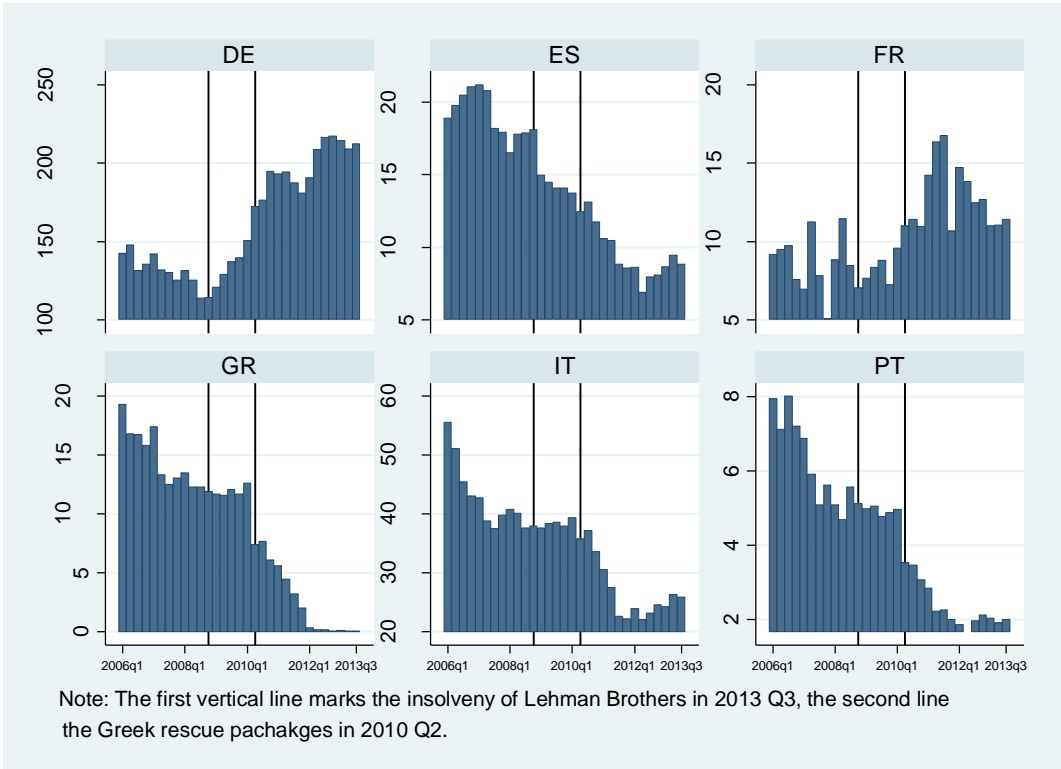 DE
ES
FR
250
200
150
100
20
15
10
5
20
15
10
5
GR
IT
PT
20
15
10
5
0
60
50
40
30
20
8
6
4
2
2006q1 2008q1 2010q1 2012q1 2013q3
2006q1 2008q1 2010q1 2012q1 2013q3
2006q1 2008q1 2010q1 2012q1 2013q3
Note: The first vertical line marks the insolveny of Lehman Brothers in 2013 Q3, the second line
the Greek rescue pachakges in 2010 Q2.